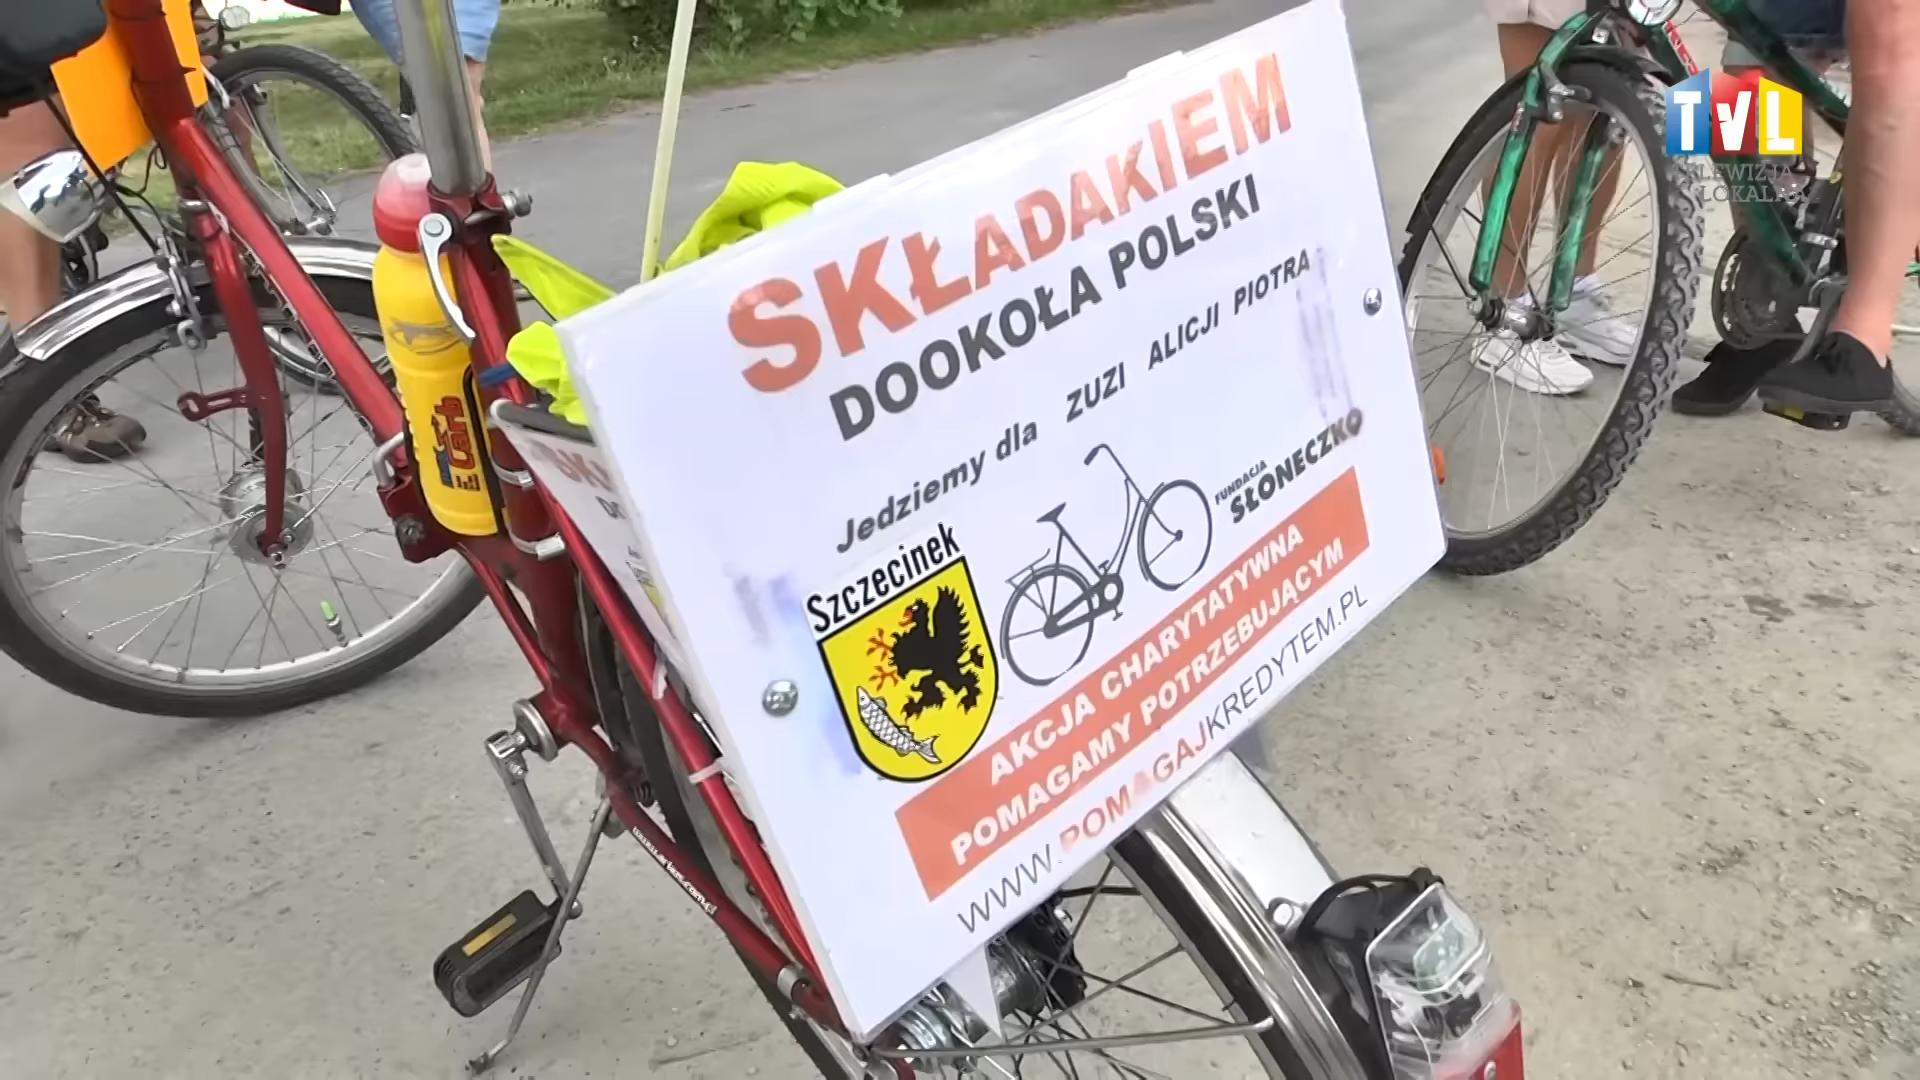 SKŁADAKIEM
DOOKOŁA POLSKI
Jedziemy dla ZUZI ALICJI PIOTRA
Szczecinek
FUNDACJA
SŁONECZKO
AKCJA CHARYTATYWNA
POMAGAMY POTRZEBUJĄCYM
WWW.POMAGAJKREDYTEM.PL
TVL
TELEWIZJA
LOKALNA